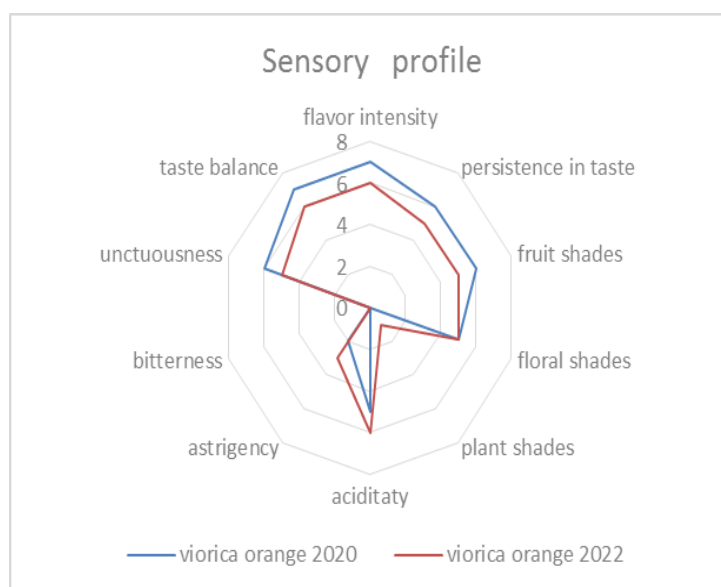 Sensory profile
flavor intensity
8
taste balance
persistence in taste
6
unctuousness
4
fruit shades
2
0
bitterness
floral shades
astrigency
plant shades
aciditaty
viorica orange 2020
viorica orange 2022